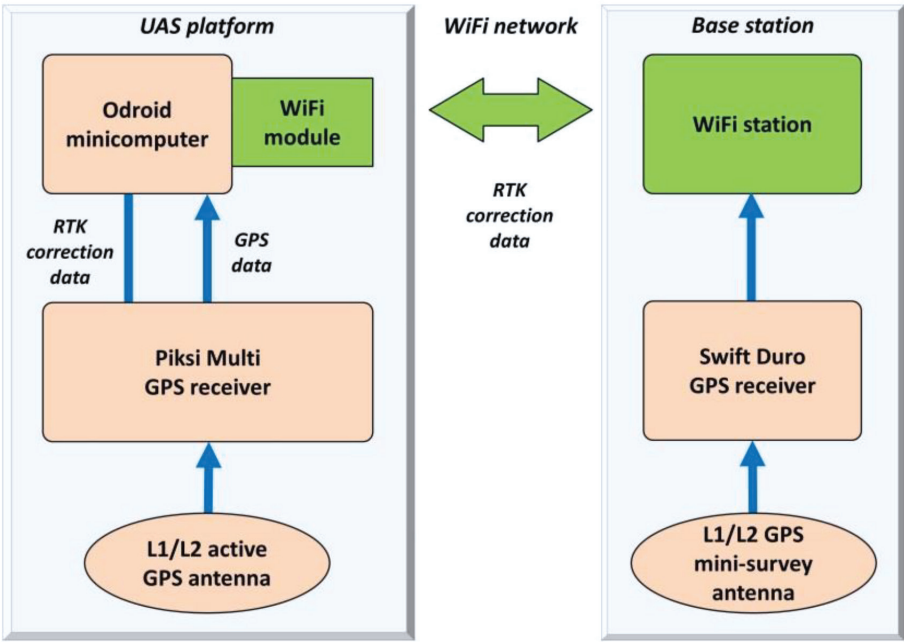 UAS platform
WiFi network
Base station
Odroid
minicomputer
WiFi
module
WiFi station
RTK
correction
data
GPS
data
RTK
correction
data
Piksi Multi
GPS receiver
Swift Duro
GPS receiver
L1/L2 active
GPS antenna
L1/L2 GPS
mini-survey
antenna